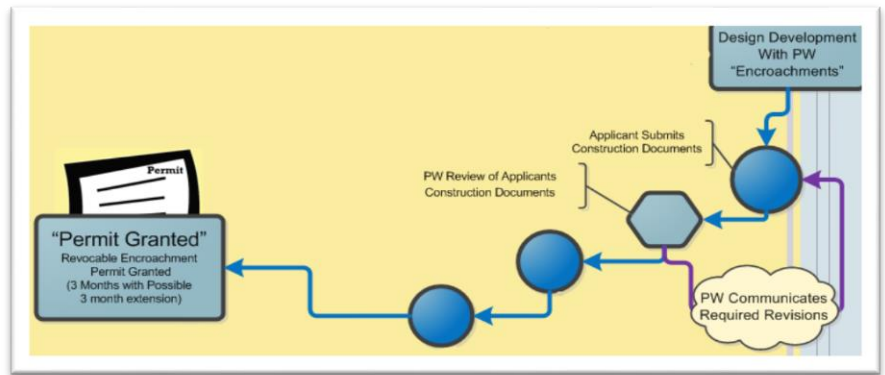 Design Development
With PW
"Encroachments"
Applicant Submits
Construction Documents
PW Review of Applicants
Construction Documents
Permit
"Permit Granted"
Revocable Encroachment
Permit Granted
(3 Months with Possible
3 month extension)
PW Communicates
Required Revisions